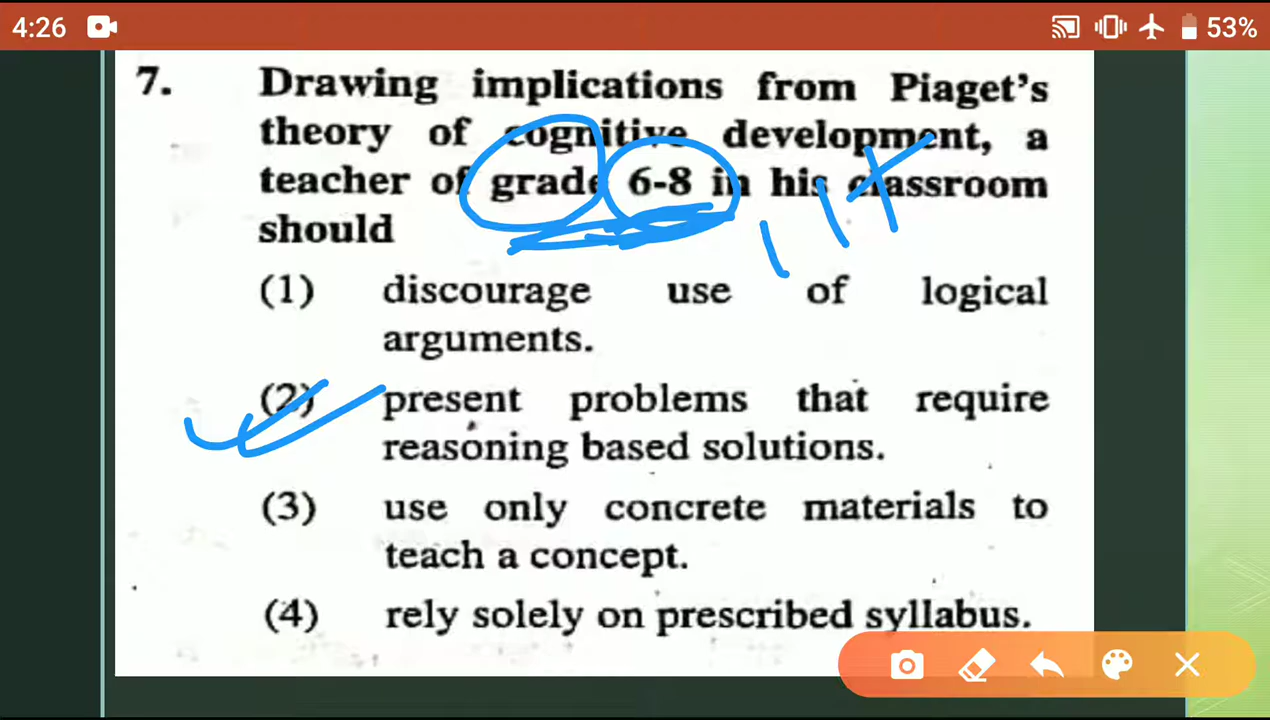 4:26 53%
7. Drawing implications from Piaget's
theory of cognitive development, a
teacher of grade 6-8 in his classroom
should
(1) discourage use of logical
arguments.
(2) present problems that require
reasoning based solutions.
(3) use only concrete materials to
teach a concept.
(4) rely solely on prescribed syllabus.